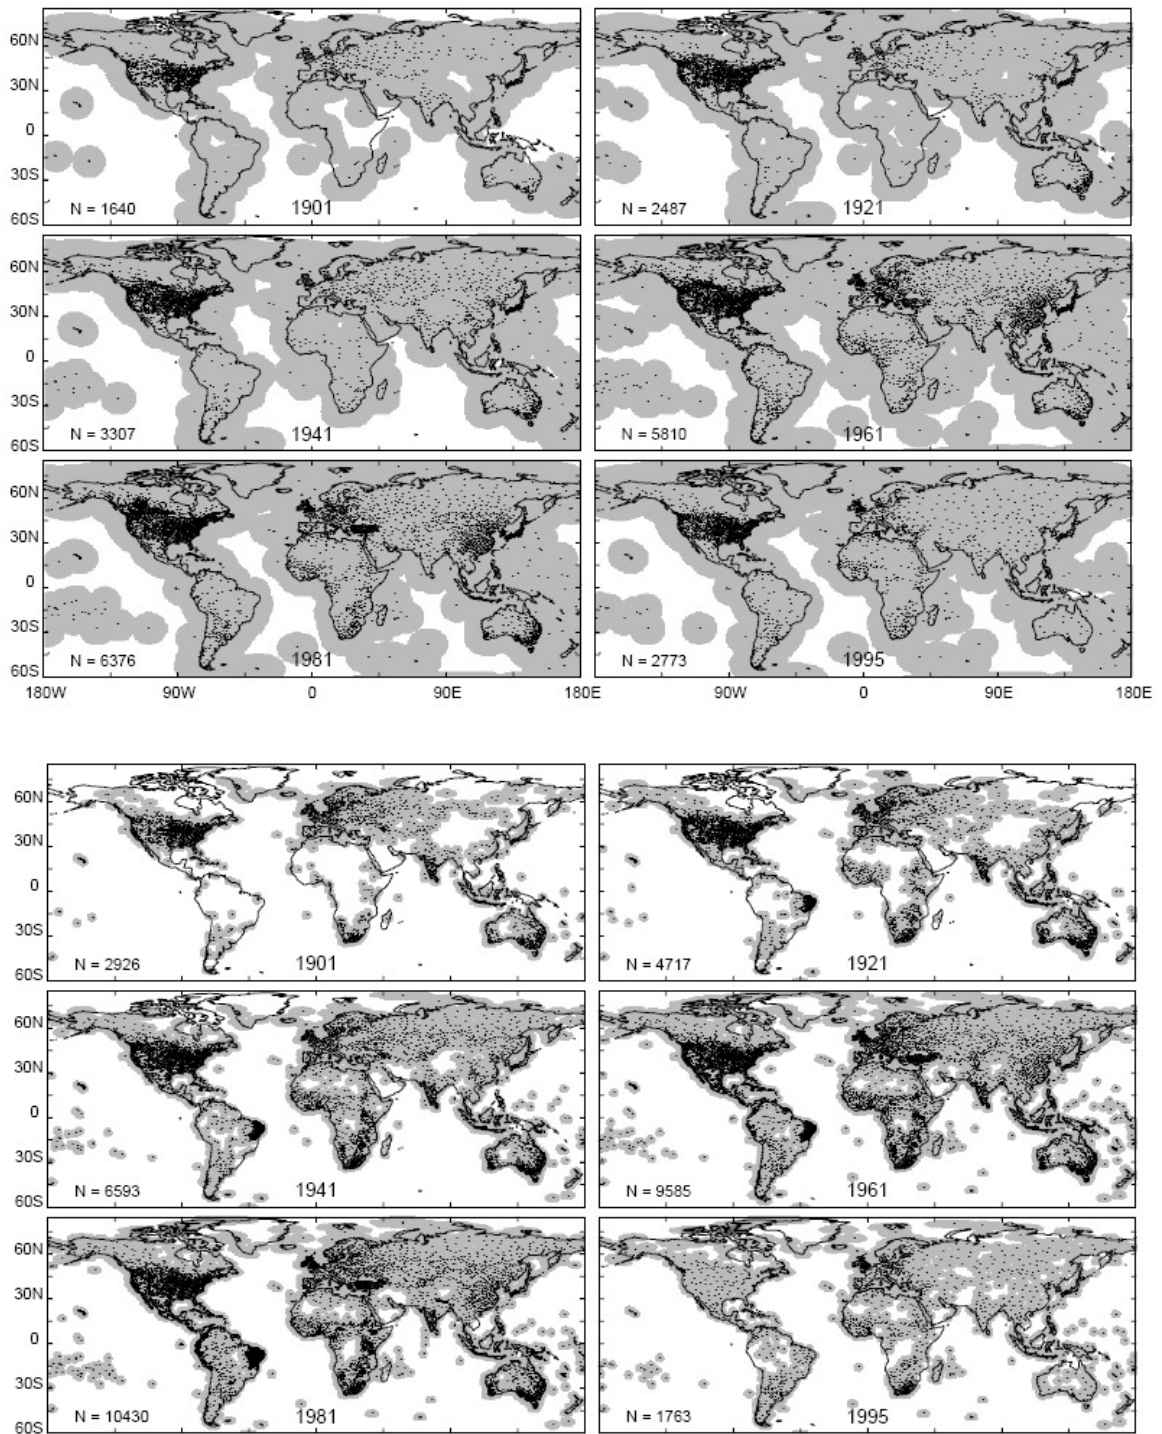 60N
30N
0
30S
60S
N = 1640 1901
N = 2487 1921
60N
30N
0
30S
60S
N = 3307 1941
N = 5810 1961
60N
30N
0
30S
60S
N = 6376 1981
N = 2773 1995
180W 90W 0 90E 180E 90W 0 90E 180E
60N
30N
0
30S
60S
N = 2926 1901
N = 4717 1921
60N
30N
0
30S
60S
N = 6593 1941
N = 9585 1961
60N
30N
0
30S
60S
N = 10430 1981
N = 1763 1995